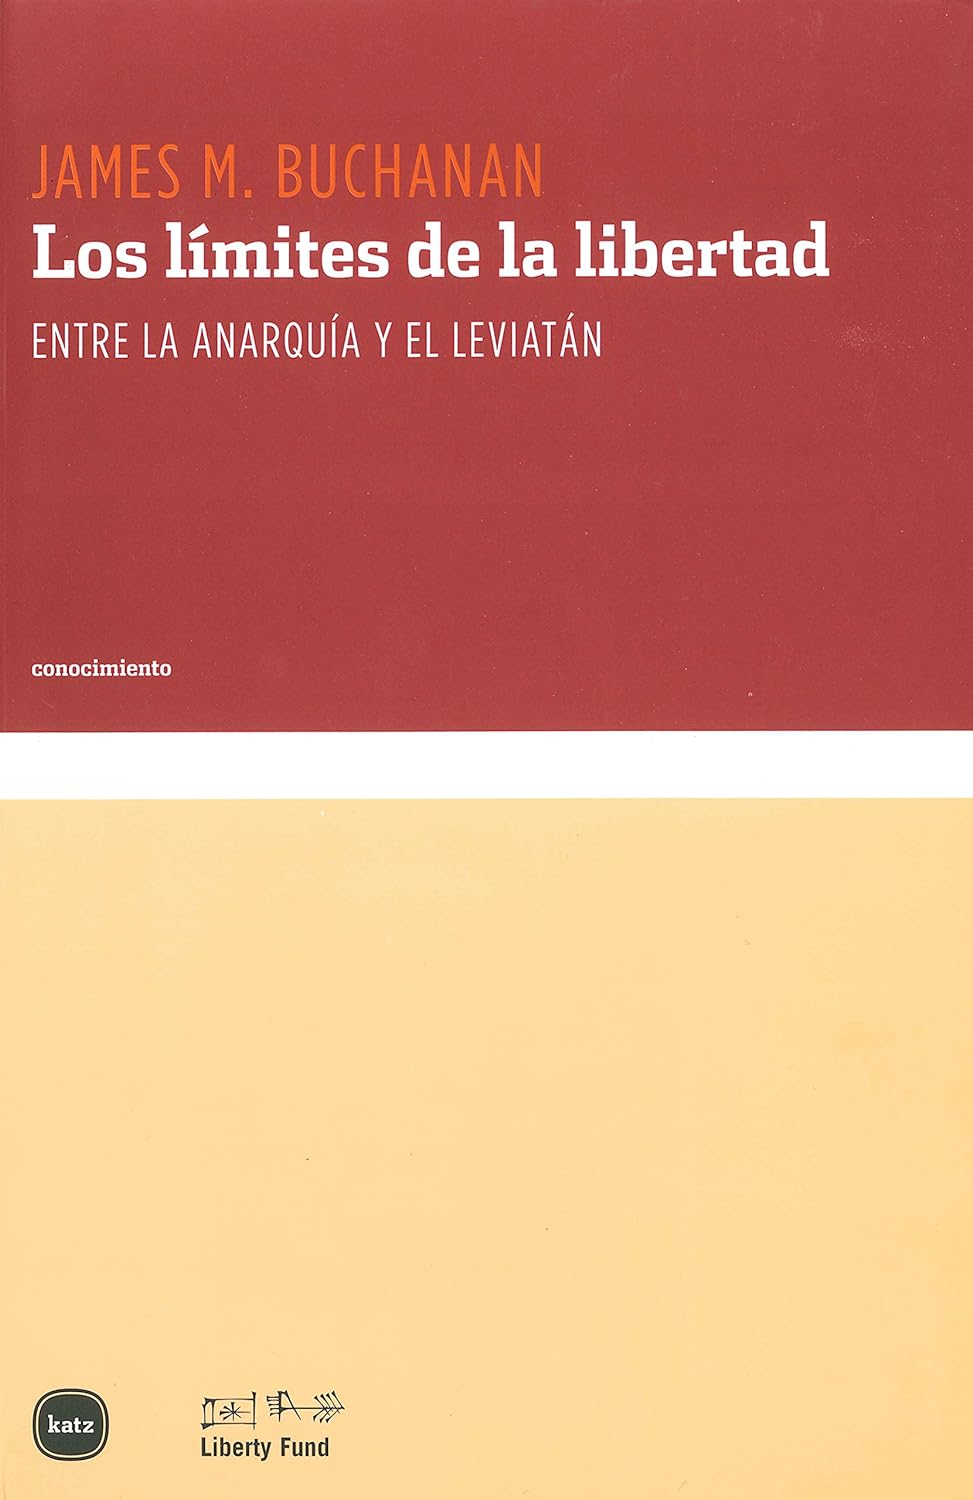 JAMES M. BUCHANAN
Los límites de la libertad
ENTRE LA ANARQUÍA Y EL LEVIATÁN
conocimiento
katz
Liberty Fund